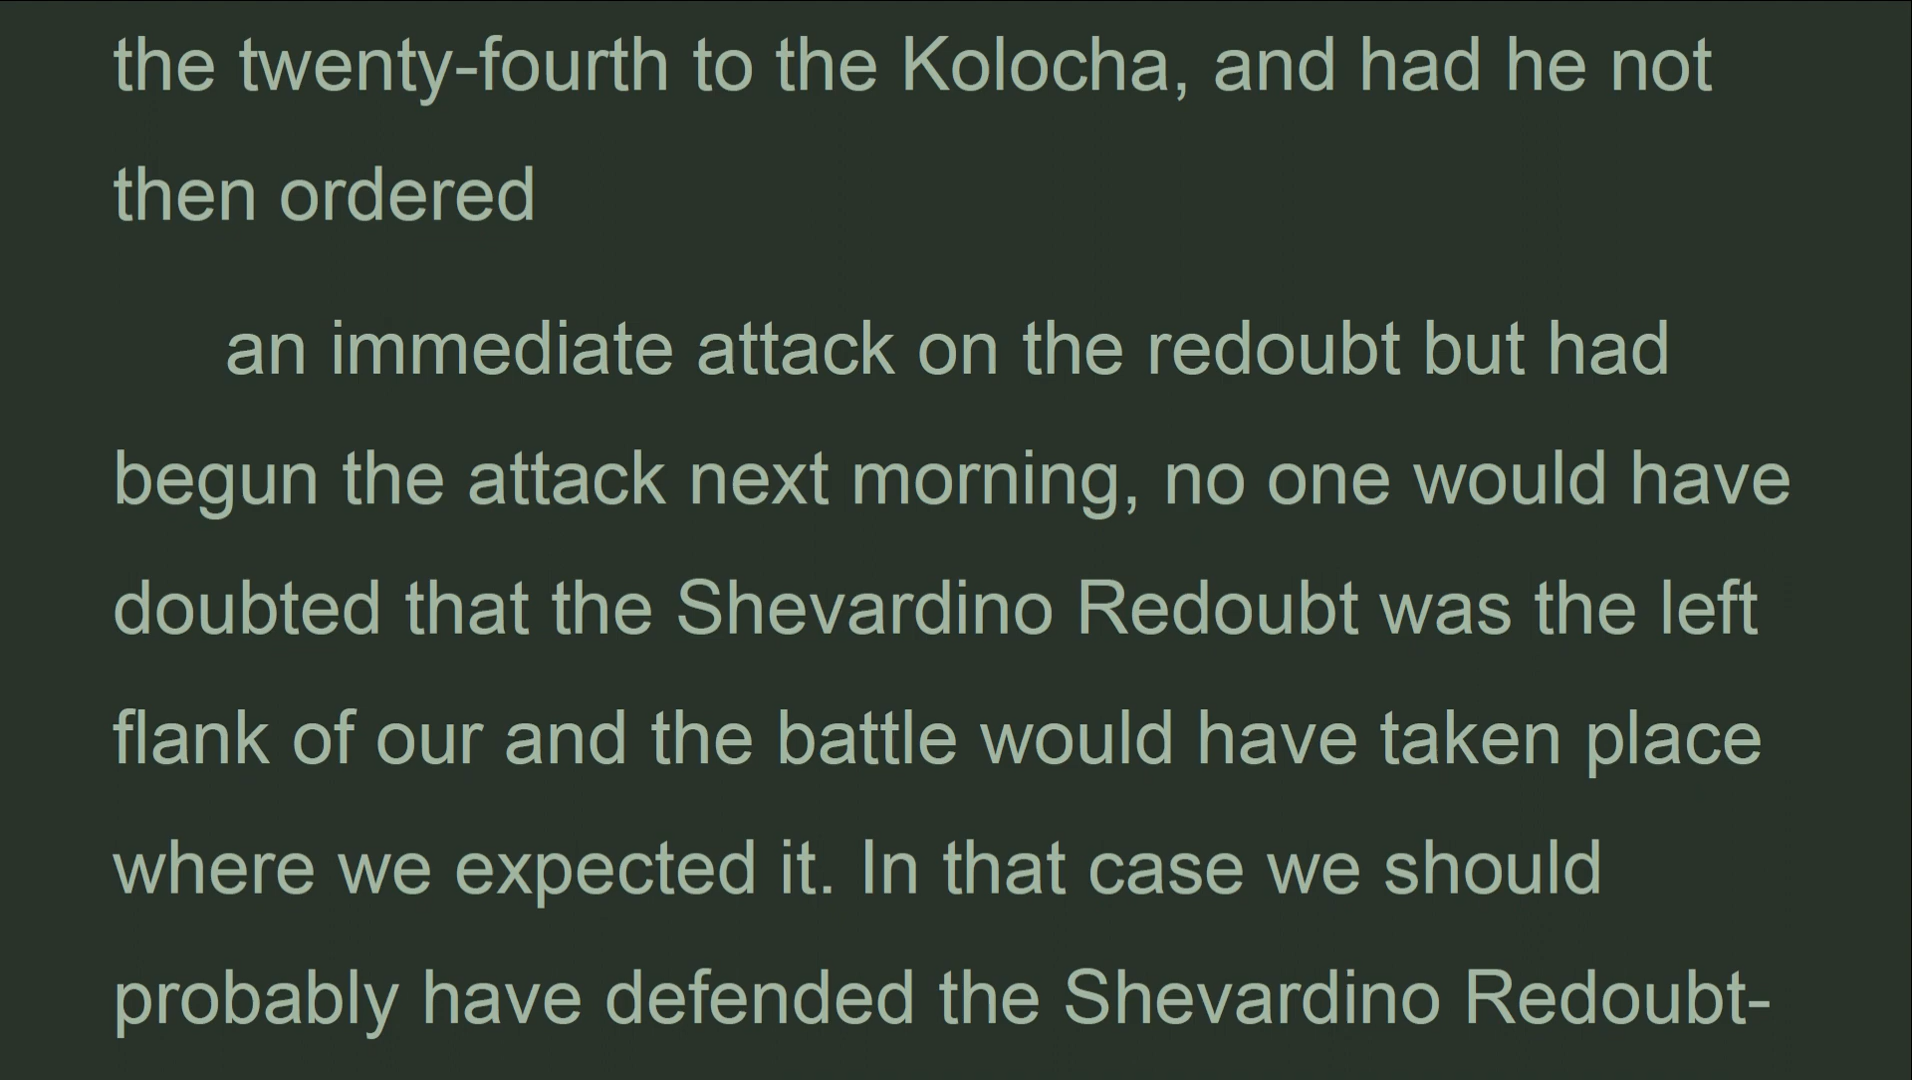 the twenty-fourth to the Kolocha, and had he not
then ordered
an immediate attack on the redoubt but had
begun the attack next morning, no one would have
doubted that the Shevardino Redoubt was the left
flank of our and the battle would have taken place
where we expected it. In that case we should
probably have defended the Shevardino Redoubt-